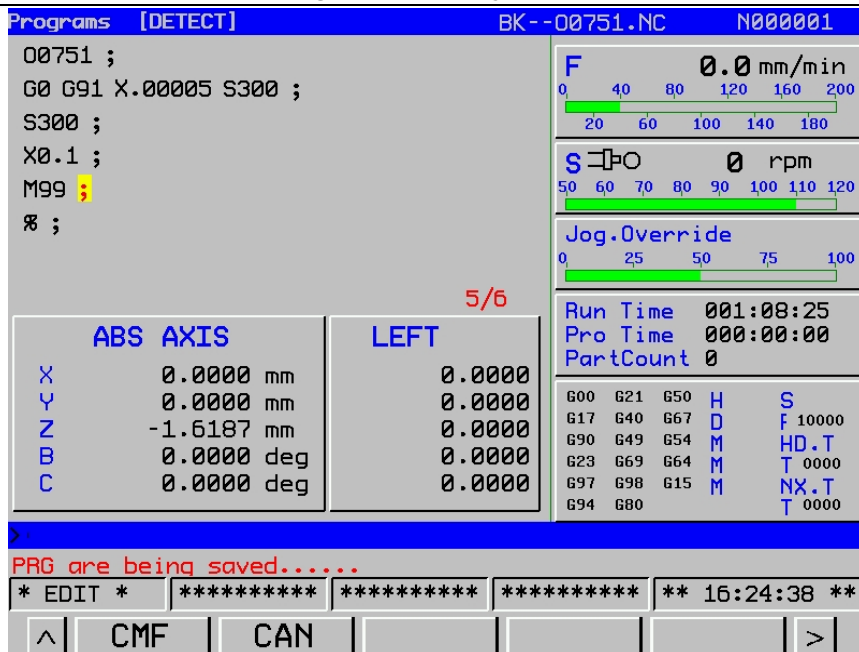 Programs [DETECT] BK--O0751.NC N000001
O0751 ;
G0 G91 X.00005 S300 ;
S300 ;
X0.1 ;
M99 ;
% ;
5/6
F 0.0 mm/min
0 40 80 120 160 200
20 60 100 140 180
S 0 rpm
50 60 70 80 90 100 110 120
Jog.Override
0 25 50 75 100
Run Time 001:08:25
Pro Time 000:00:00
PartCount 0
ABS AXIS LEFT
X 0.0000 mm 0.0000
Y 0.0000 mm 0.0000
Z -1.6187 mm 0.0000
B 0.0000 deg 0.0000
C 0.0000 deg 0.0000
G00 G21 G50 H S
G17 G40 G67 D F 10000
G90 G49 G54 M HD.T
G23 G69 G64 M T 0000
G97 G98 G15 M NX.T
G94 G80 T 0000
>
PRG are being saved......
* EDIT * ********** ********** ********** ** 16:24:38 **
^ CMF CAN >